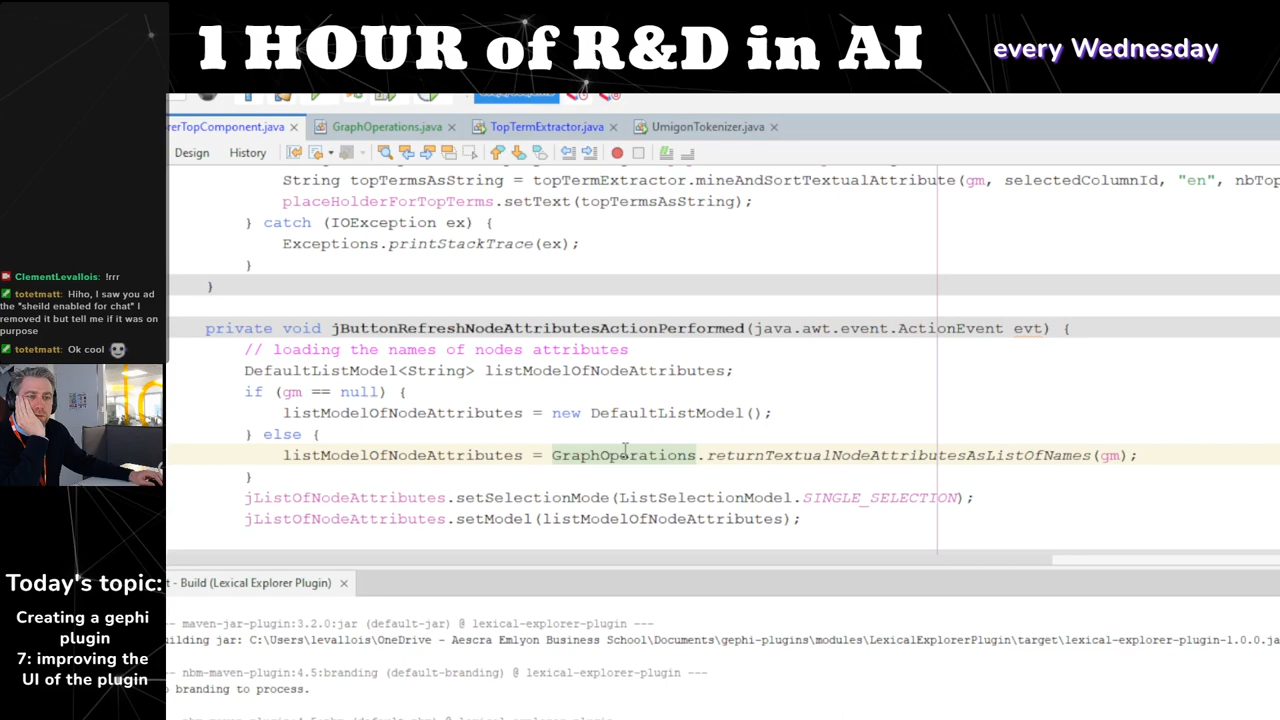 1 HOUR of R&D in AI
every Wednesday
rerTopComponent.java
GraphOperations.java
TopTermExtractor.java
UmigonTokenizer.java
Design
History
String topTermsAsString = topTermExtractor.mineAndSortTextualAttribute(gm, selectedColumnId, "en", nbTop
placeHolderForTopTerms.setText(topTermsAsString);
} catch (IOException ex) {
Exceptions.printStackTrace(ex);
}
}
private void jButtonRefreshNodeAttributesActionPerformed(java.awt.event.ActionEvent evt) {
// loading the names of nodes attributes
DefaultListModel<String> listModelOfNodeAttributes;
if (gm == null) {
listModelOfNodeAttributes = new DefaultListModel();
} else {
listModelOfNodeAttributes = GraphOperations.returnTextualNodeAttributesAsListOfNames(gm);
}
jListOfNodeAttributes.setSelectionMode(ListSelectionModel.SINGLE_SELECTION);
jListOfNodeAttributes.setModel(listModelOfNodeAttributes);
t - Build (Lexical Explorer Plugin)
-- maven-jar-plugin:3.2.0:jar (default-jar) @ lexical-explorer-plugin ---
uilding jar: C:\Users\levallois\OneDrive - Aescra Emlyon Business School\Documents\gephi-plugins\modules\LexicalExplorerPlugin\target\lexical-explorer-plugin-1.0.0.ja
-- nbm-maven-plugin:4.5:branding (default-branding) @ lexical-explorer-plugin ---
branding to process.
ClementLevallois: !rrr
totetmatt: Hiho, I saw you ad
the "sheild enabled for chat" I
removed it but tell me if it was on
purpose
totetmatt: Ok cool
Today's topic:
Creating a gephi
plugin
7: improving the
UI of the plugin